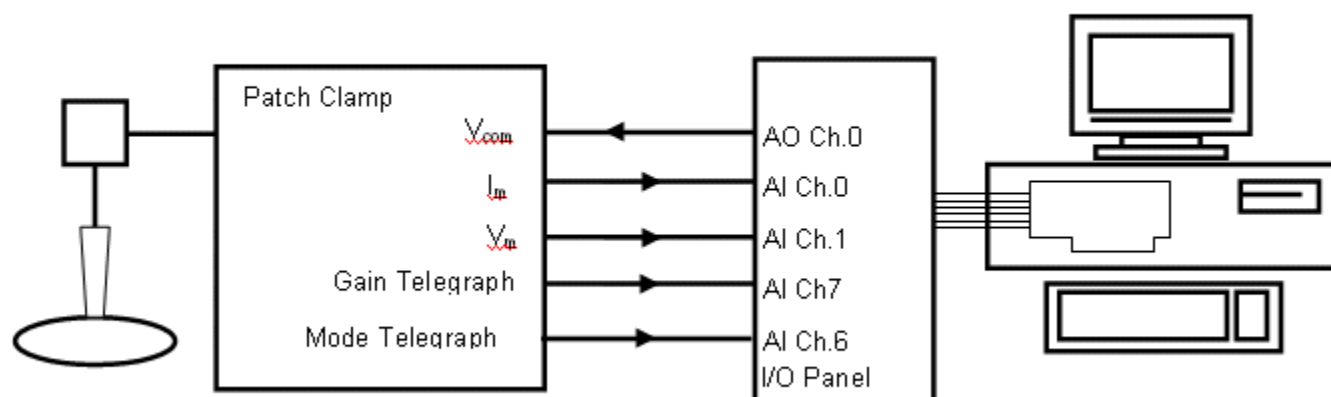 Patch Clamp
Vcom
Im
Vm
Gain Telegraph
Mode Telegraph
AO Ch.0
AI Ch.0
AI Ch.1
AI Ch7
AI Ch.6
I/O Panel